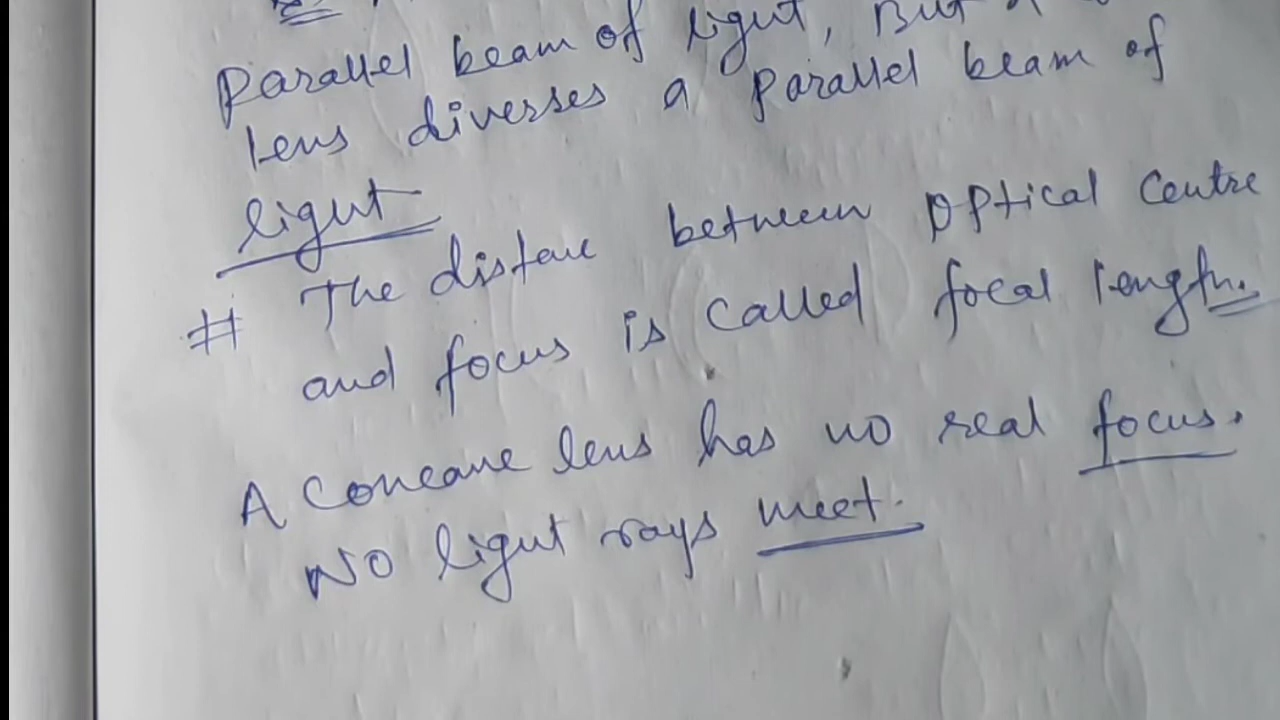 Parallel beam of light, But a
lens diverses a parallel beam of
light
# The distance between optical centre
and focus is called focal length.
A Concave lens has no real focus.
No light rays meet.